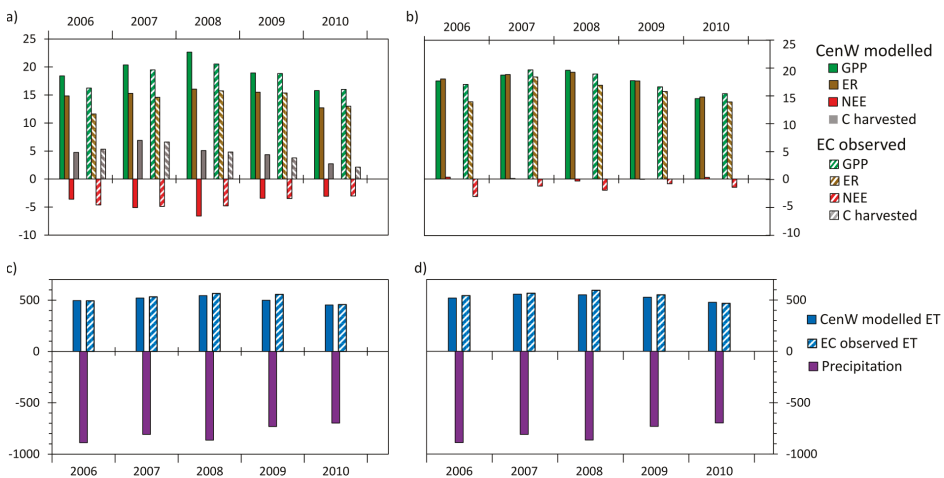 a)
2006 2007 2008 2009 2010
25
20
15
10
5
0
5
-10
b)
2006 2007 2008 2009 2010
25
20
15
10
5
0
-5
-10
CenW modelled
GPP
ER
NEE
C harvested
EC observed
GPP
ER
NEE
C harvested
c)
500
0
-500
-1000
2006 2007 2008 2009 2010
d)
500
0
-500
-1000
2006 2007 2008 2009 2010
CenW modelled ET
EC observed ET
Precipitation